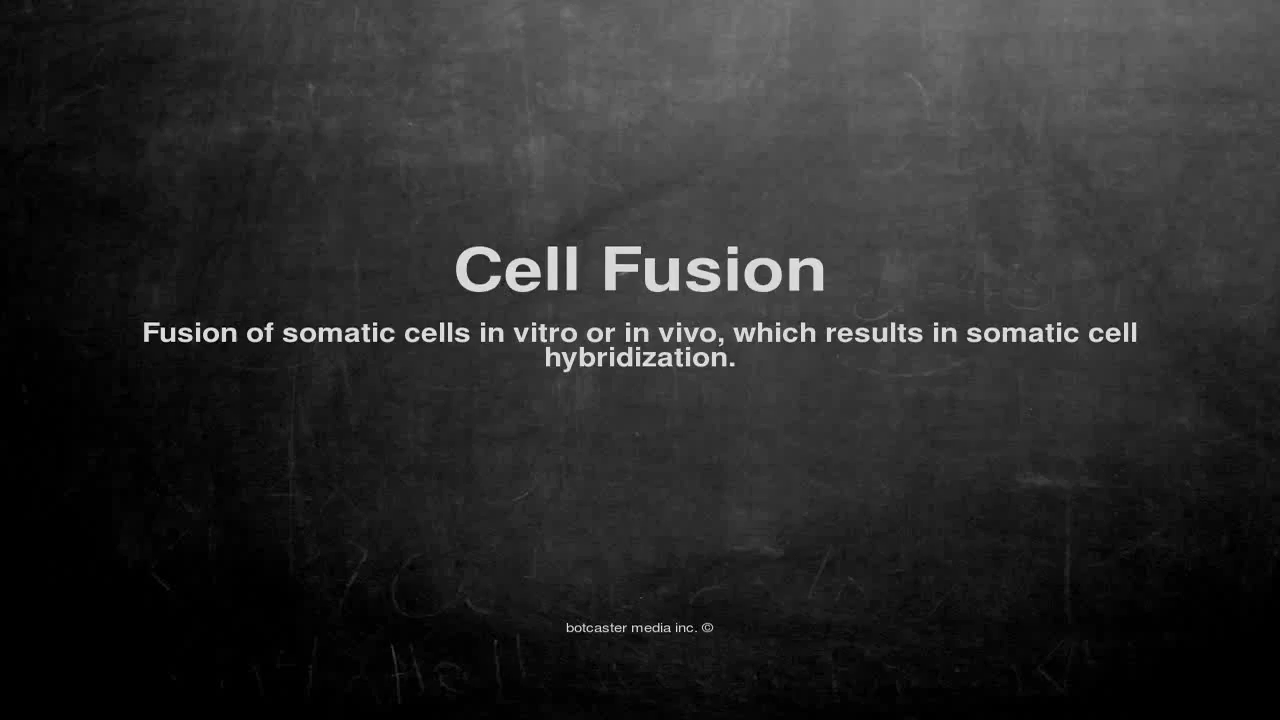 Cell Fusion
Fusion of somatic cells in vitro or in vivo, which results in somatic cell
hybridization.
botcaster media inc. ©